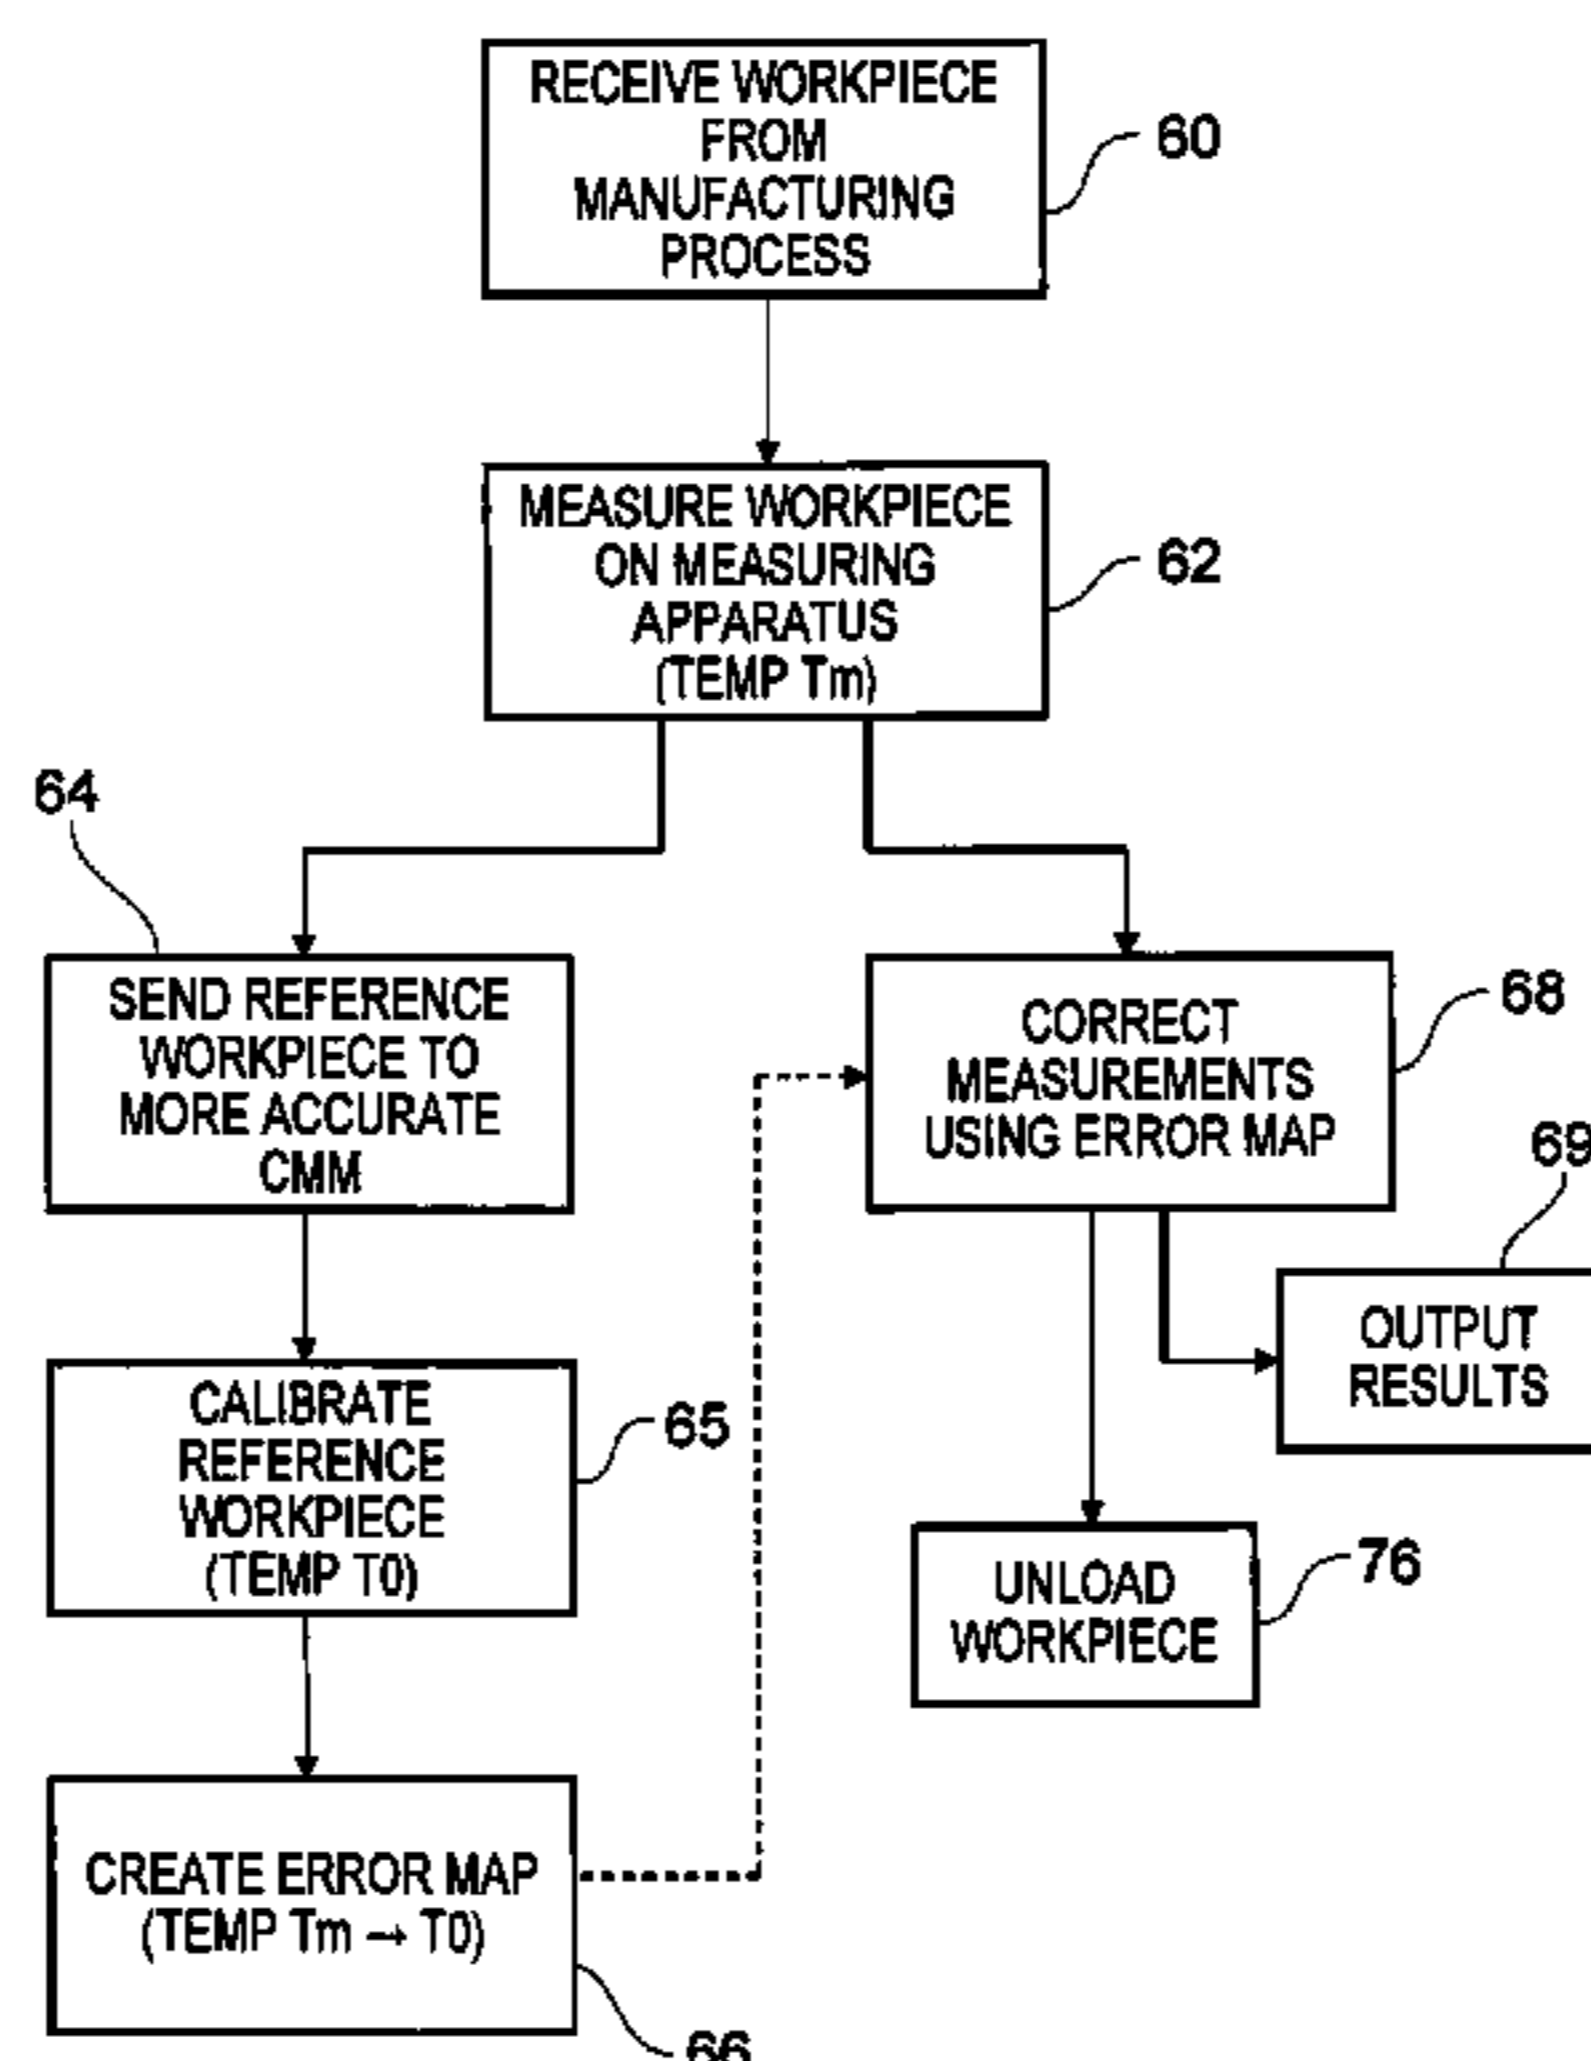 RECEIVE WORKPIECE
FROM
MANUFACTURING
PROCESS
60
MEASURE WORKPIECE
ON MEASURING
APPARATUS
(TEMP Tm)
62
64
SEND REFERENCE
WORKPIECE TO
MORE ACCURATE
CMM
CORRECT
MEASUREMENTS
USING ERROR MAP
68
69
OUTPUT
RESULTS
CALIBRATE
REFERENCE
WORKPIECE
(TEMP T0)
65
UNLOAD
WORKPIECE
76
CREATE ERROR MAP
(TEMP Tm → T0)
66